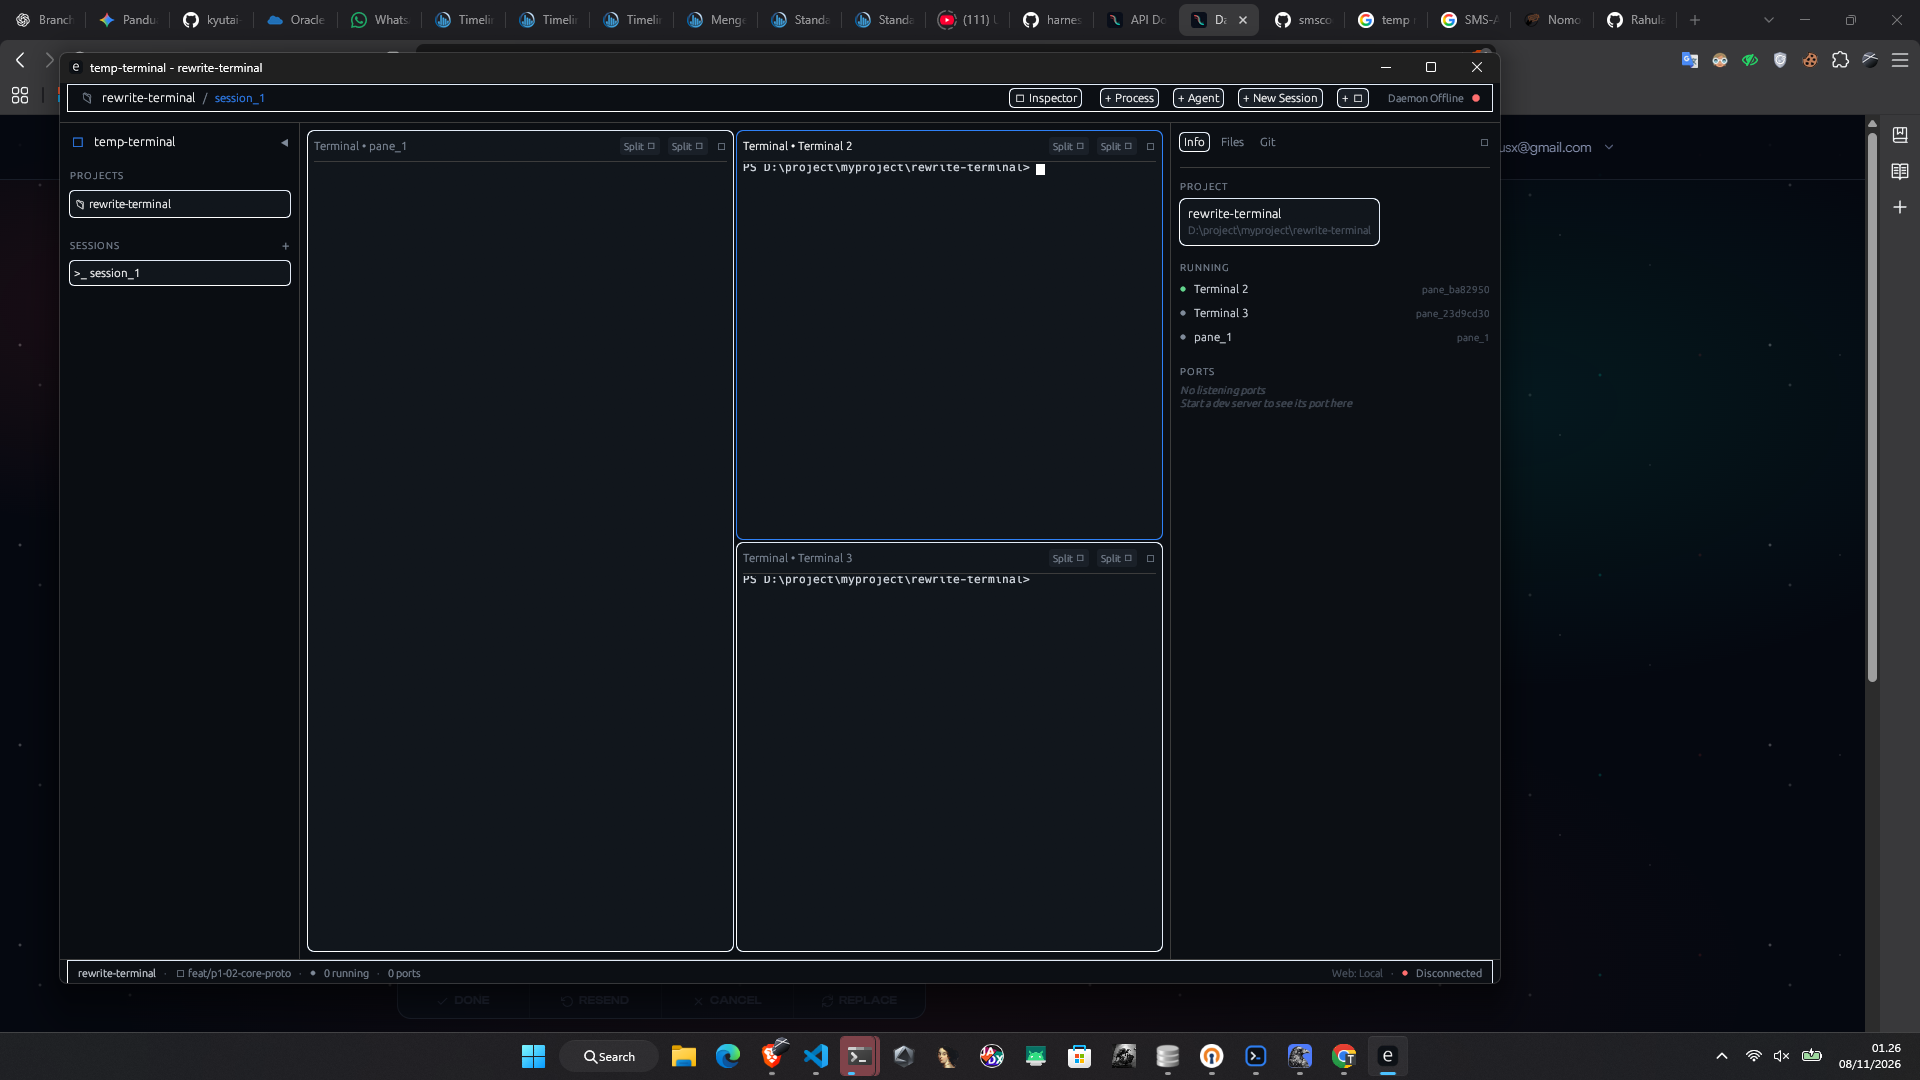 Branch
Pandu
kyutai-
Oracle
Whats
Timelin
Timelin
Timelin
Menge
Standa
Standa
(111)
harnes
API Do
Da
smsco
temp
SMS-A
Nomo
Rahula
temp-terminal - rewrite-terminal
rewrite-terminal / session_1
Inspector
+ Process
+ Agent
+ New Session
+
Daemon Offline
temp-terminal
PROJECTS
rewrite-terminal
SESSIONS +
>_ session_1
Terminal • pane_1 Split Split
Terminal • Terminal 2 Split Split
PS D:\project\myproject\rewrite-terminal>
Terminal • Terminal 3 Split Split
PS D:\project\myproject\rewrite-terminal>
Info Files Git
PROJECT
rewrite-terminal
D:\project\myproject\rewrite-terminal
RUNNING
Terminal 2 pane_ba82950
Terminal 3 pane_23d9cd30
pane_1 pane_1
PORTS
No listening ports
Start a dev server to see its port here
usx@gmail.com
rewrite-terminal · feat/p1-02-core-proto · 0 running · 0 ports
Web: Local · Disconnected
DONE RESEND CANCEL REPLACE
Search
01.26
08/11/2026